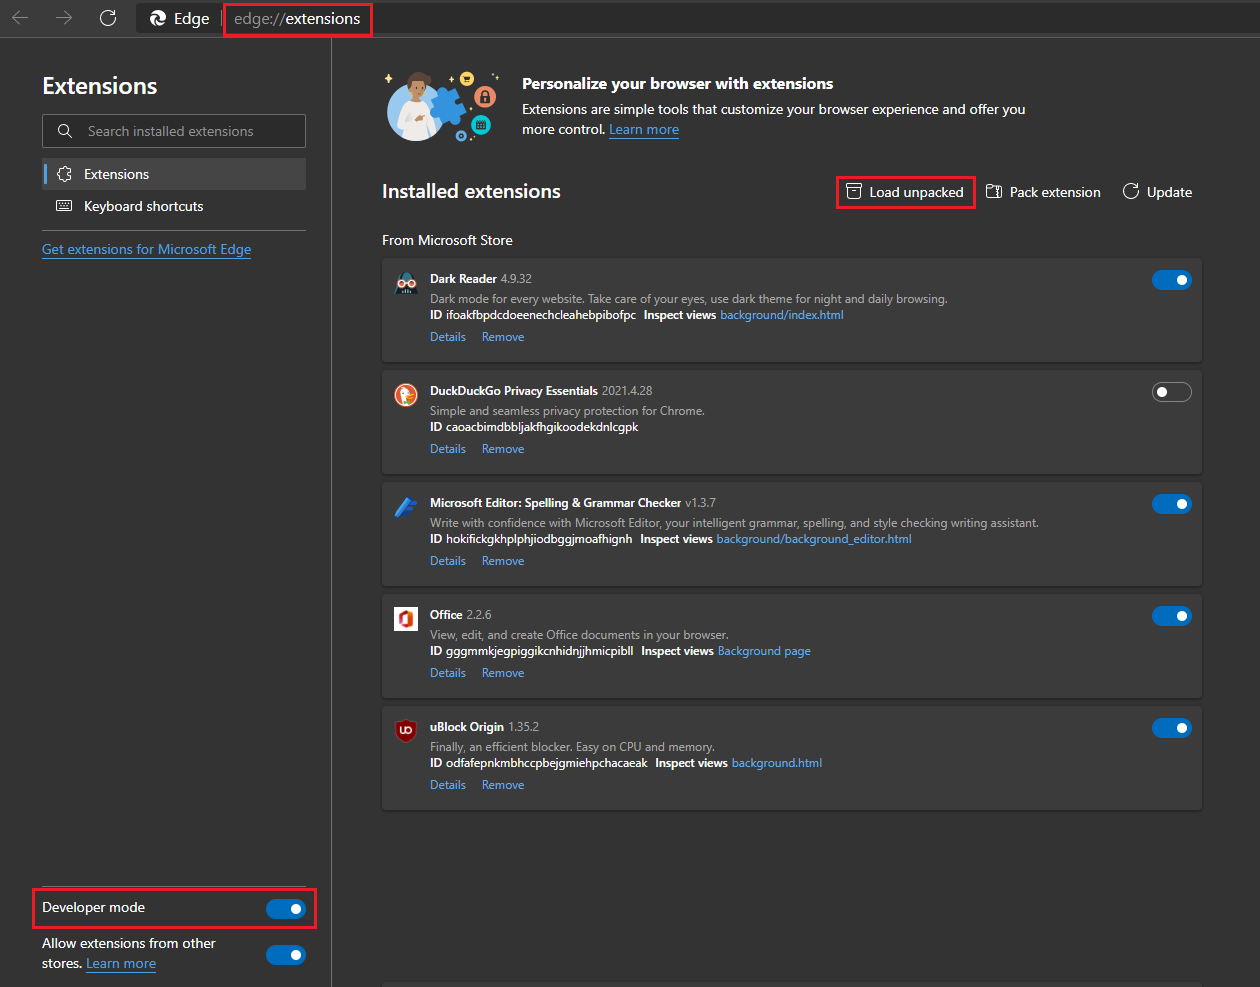 Edge edge://extensions
Extensions
Search installed extensions
Extensions
Keyboard shortcuts
Get extensions for Microsoft Edge
Developer mode
Allow extensions from other
stores. Learn more
Personalize your browser with extensions
Extensions are simple tools that customize your browser experience and offer you
more control. Learn more
Installed extensions
Load unpacked
Pack extension
Update
From Microsoft Store
Dark Reader 4.9.32
Dark mode for every website. Take care of your eyes, use dark theme for night and daily browsing.
ID ifoakfbpdcdoeenechcleahebpibofpc Inspect views background/index.html
Details Remove
DuckDuckGo Privacy Essentials 2021.4.28
Simple and seamless privacy protection for Chrome.
ID caoacbimdbbljakfhgikoodekdnlcgpk
Details Remove
Microsoft Editor: Spelling & Grammar Checker v1.3.7
Write with confidence with Microsoft Editor, your intelligent grammar, spelling, and style checking writing assistant.
ID hokifickgkhplphjiodbggjmoafhignh Inspect views background/background_editor.html
Details Remove
Office 2.2.6
View, edit, and create Office documents in your browser.
ID gggmmkjegpiggikcnhidnjjhmicpibll Inspect views Background page
Details Remove
uBlock Origin 1.35.2
Finally, an efficient blocker. Easy on CPU and memory.
ID odfafepnkmbhccpbejgmiehpchacaeak Inspect views background.html
Details Remove